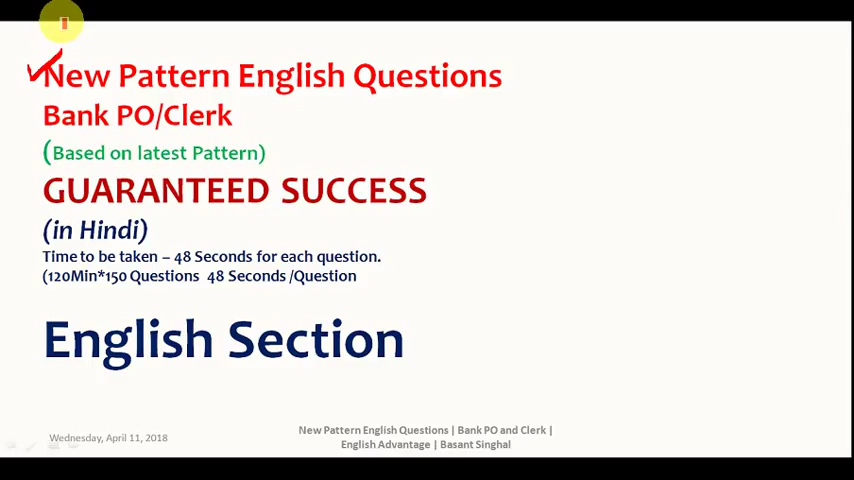 New Pattern English Questions
Bank PO/Clerk
(Based on latest Pattern)
GUARANTEED SUCCESS
(in Hindi)
Time to be taken – 48 Seconds for each question.
(120Min*150 Questions 48 Seconds /Question
English Section
Wednesday, April 11, 2018
New Pattern English Questions | Bank PO and Clerk |
English Advantage | Basant Singhal